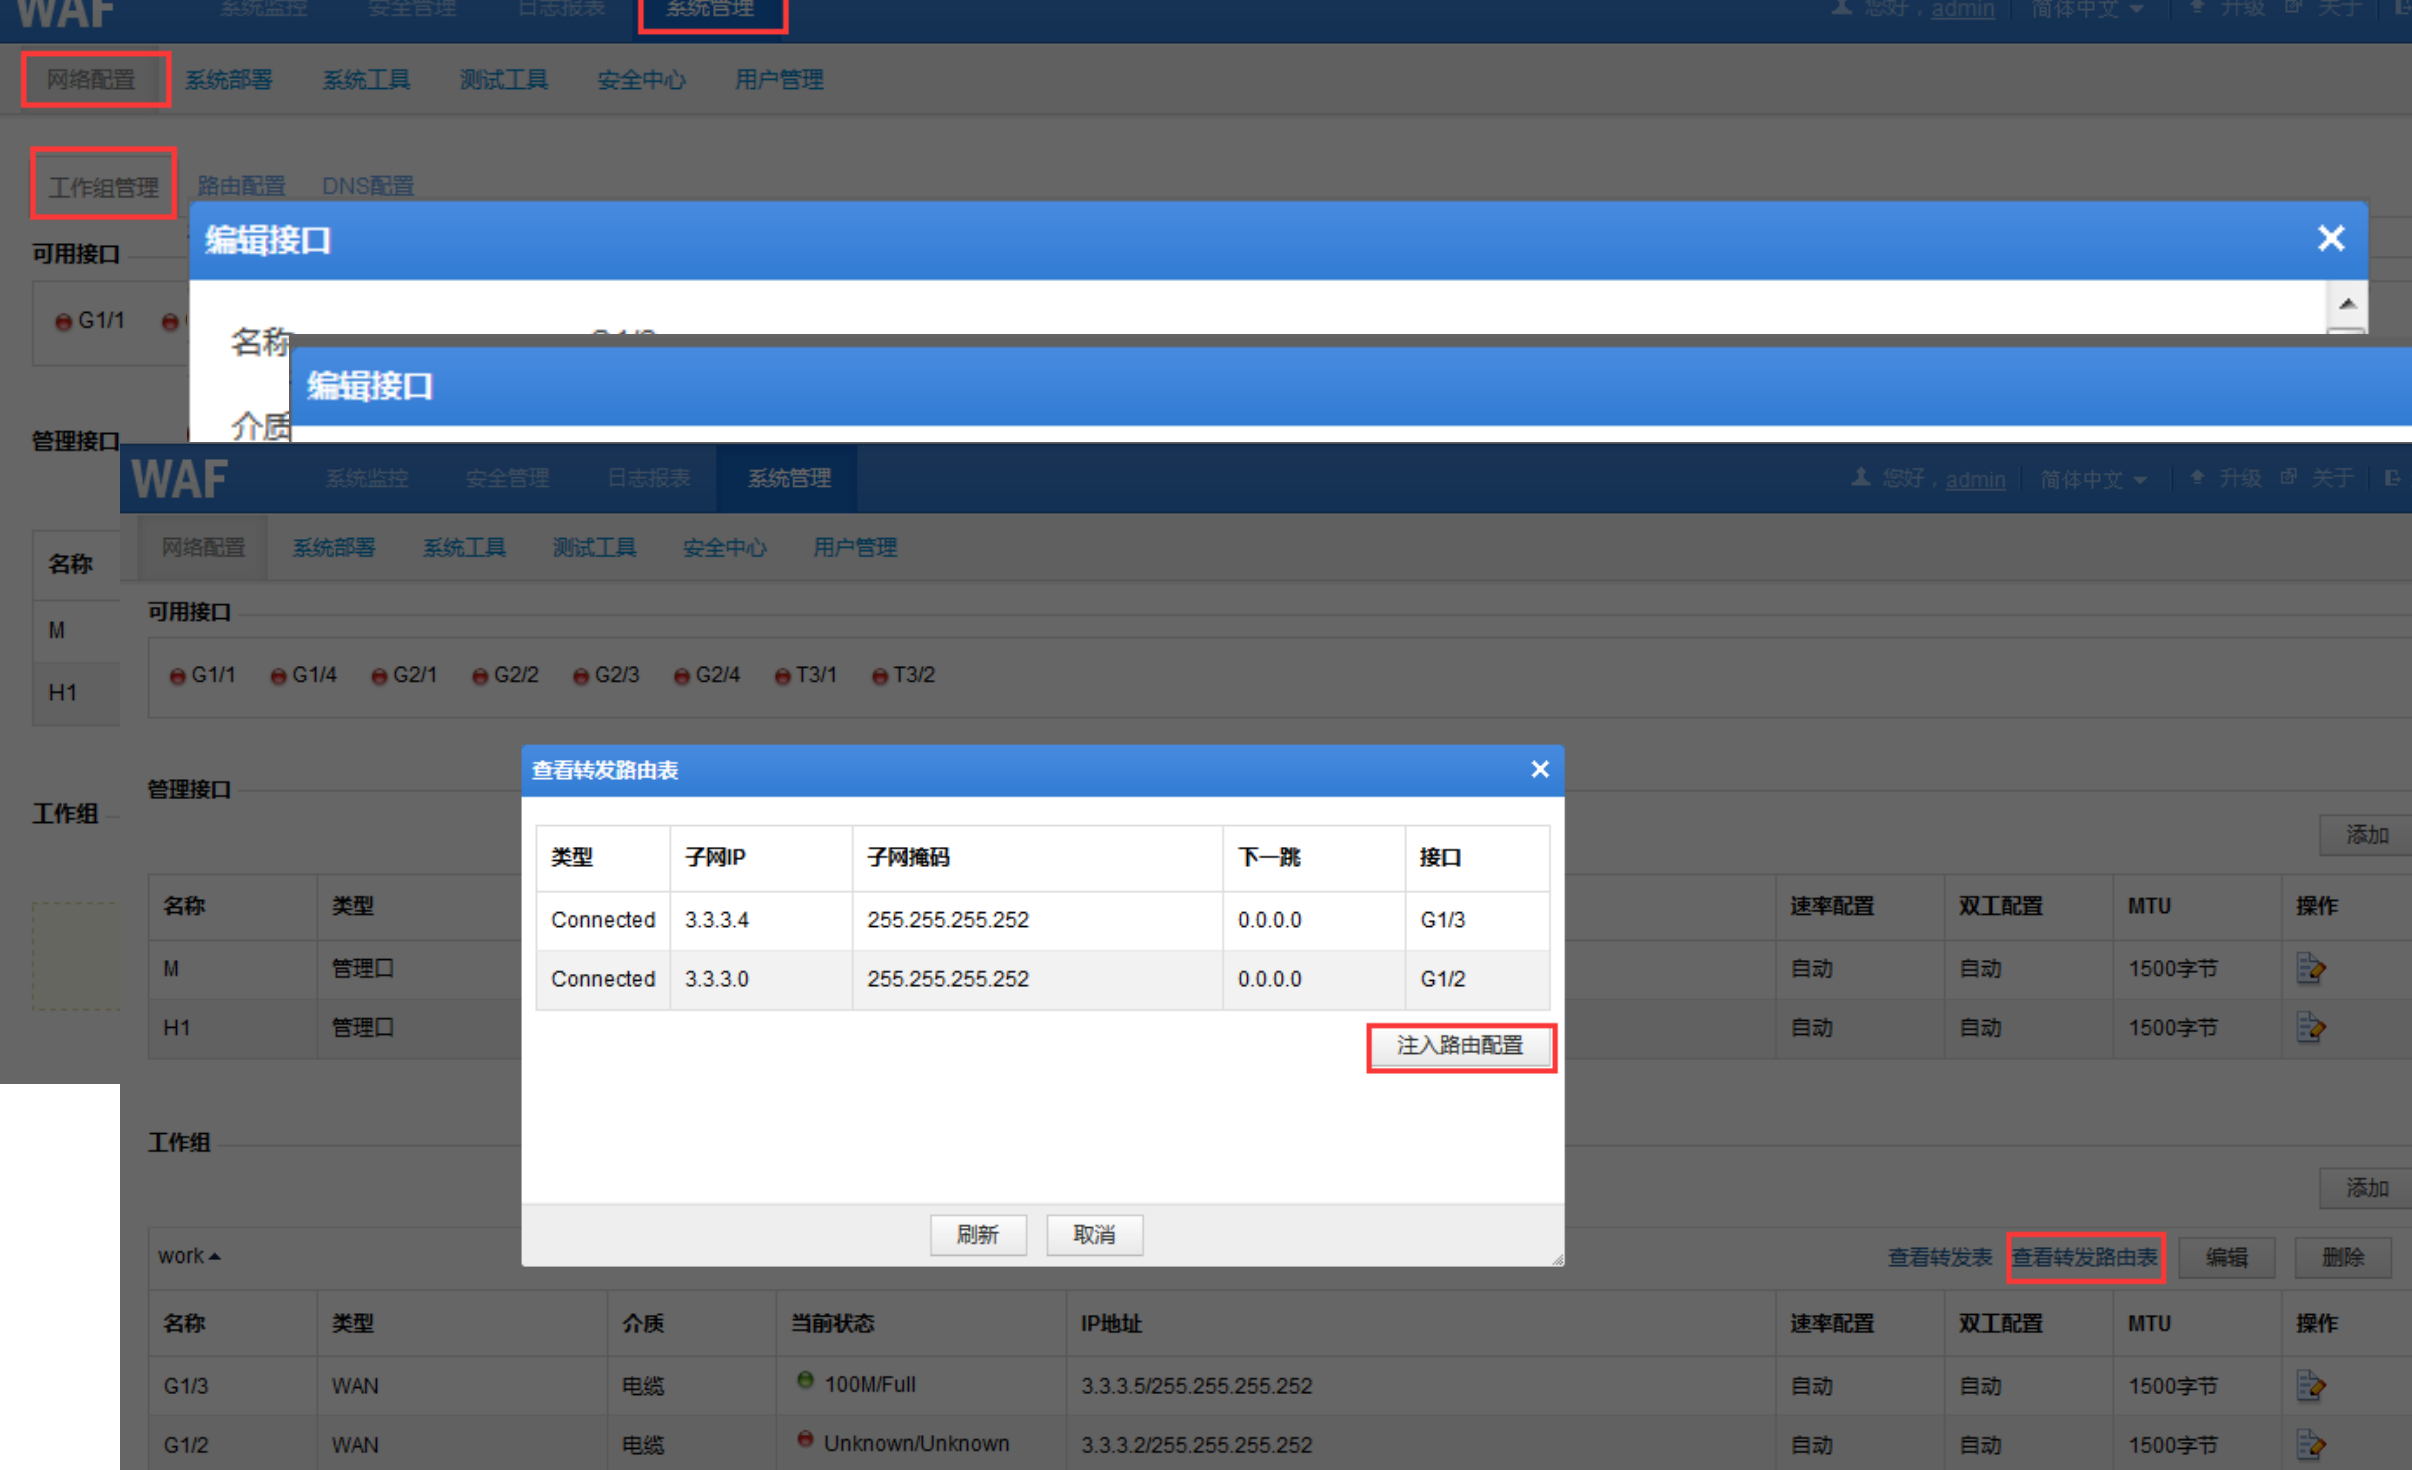 WAF 系统监控 安全管理 日志报表 系统管理 您好，admin 简体中文 升级 关于
网络配置 系统部署 系统工具 测试工具 安全中心 用户管理
工作组管理 路由配置 DNS配置
编辑接口
可用接口
G1/1
名称
编辑接口
介质
管理接口
名称
M
H1
工作组
WAF 系统监控 安全管理 日志报表 系统管理 您好，admin 简体中文 升级 关于
网络配置 系统部署 系统工具 测试工具 安全中心 用户管理
可用接口
G1/1 G1/4 G2/1 G2/2 G2/3 G2/4 T3/1 T3/2
管理接口
添加
名称 类型 速率配置 双工配置 MTU 操作
M 管理口 自动 自动 1500字节
H1 管理口 自动 自动 1500字节
查看转发路由表
类型 子网IP 子网掩码 下一跳 接口
Connected 3.3.3.4 255.255.255.252 0.0.0.0 G1/3
Connected 3.3.3.0 255.255.255.252 0.0.0.0 G1/2
注入路由配置
刷新 取消
工作组
添加
work 查看转发表 查看转发路由表 编辑 删除
名称 类型 介质 当前状态 IP地址 速率配置 双工配置 MTU 操作
G1/3 WAN 电缆 100M/Full 3.3.3.5/255.255.255.252 自动 自动 1500字节
G1/2 WAN 电缆 Unknown/Unknown 3.3.3.2/255.255.255.252 自动 自动 1500字节